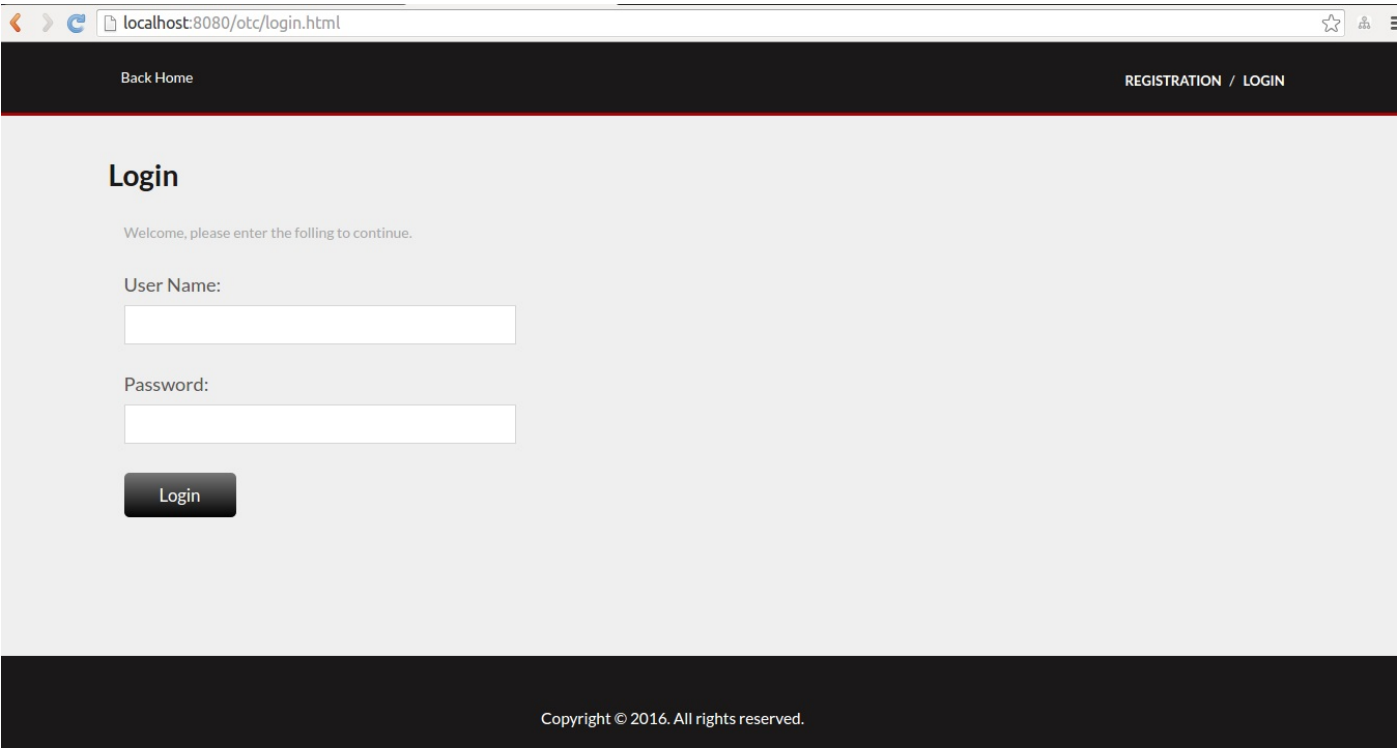 localhost:8080/otc/login.html
Back Home
REGISTRATION / LOGIN
Login
Welcome, please enter the folling to continue.
User Name:
Password:
Login
Copyright © 2016. All rights reserved.